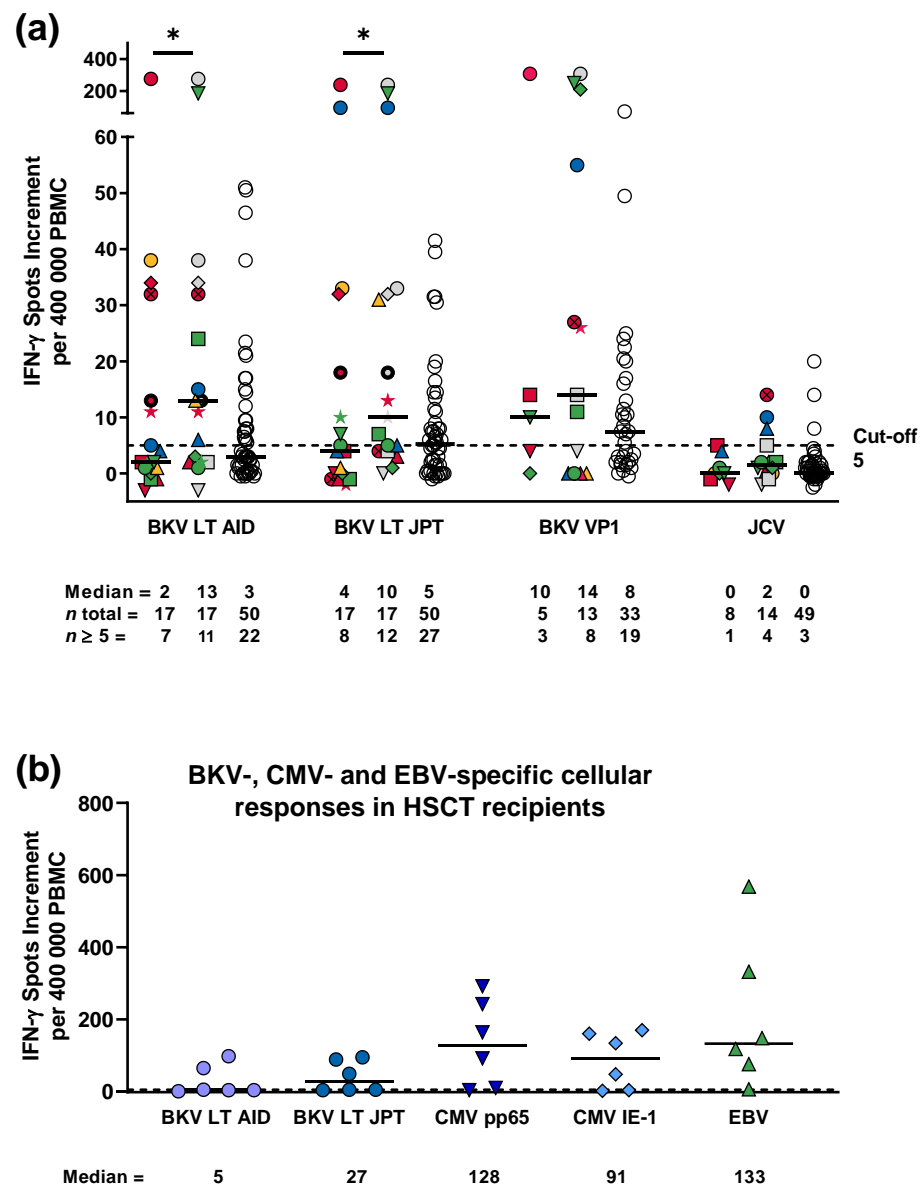 (a)
*
*
400
200
60
50
40
30
20
10
0
IFN-γ Spots Increment
per 400 000 PBMC
Cut-off
5
BKV LT AID
BKV LT JPT
BKV VP1
JCV
Median = 2 13 3 4 10 5 10 14 8 0 2 0
n total = 17 17 50 17 17 50 5 13 33 8 14 49
n ≥ 5 = 7 11 22 8 12 27 3 8 19 1 4 3
(b)
BKV-, CMV- and EBV-specific cellular
responses in HSCT recipients
800
600
400
200
0
IFN-γ Spots Increment
per 400 000 PBMC
BKV LT AID
BKV LT JPT
CMV pp65
CMV IE-1
EBV
Median = 5 27 128 91 133